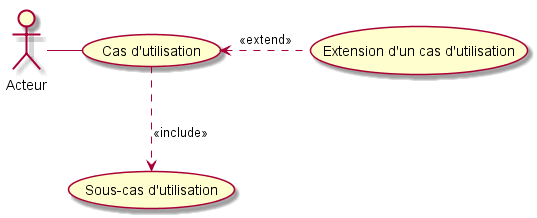 «extend»
Cas d'utilisation
Extension d'un cas d'utilisation
Acteur
«include»
Sous-cas d'utilisation